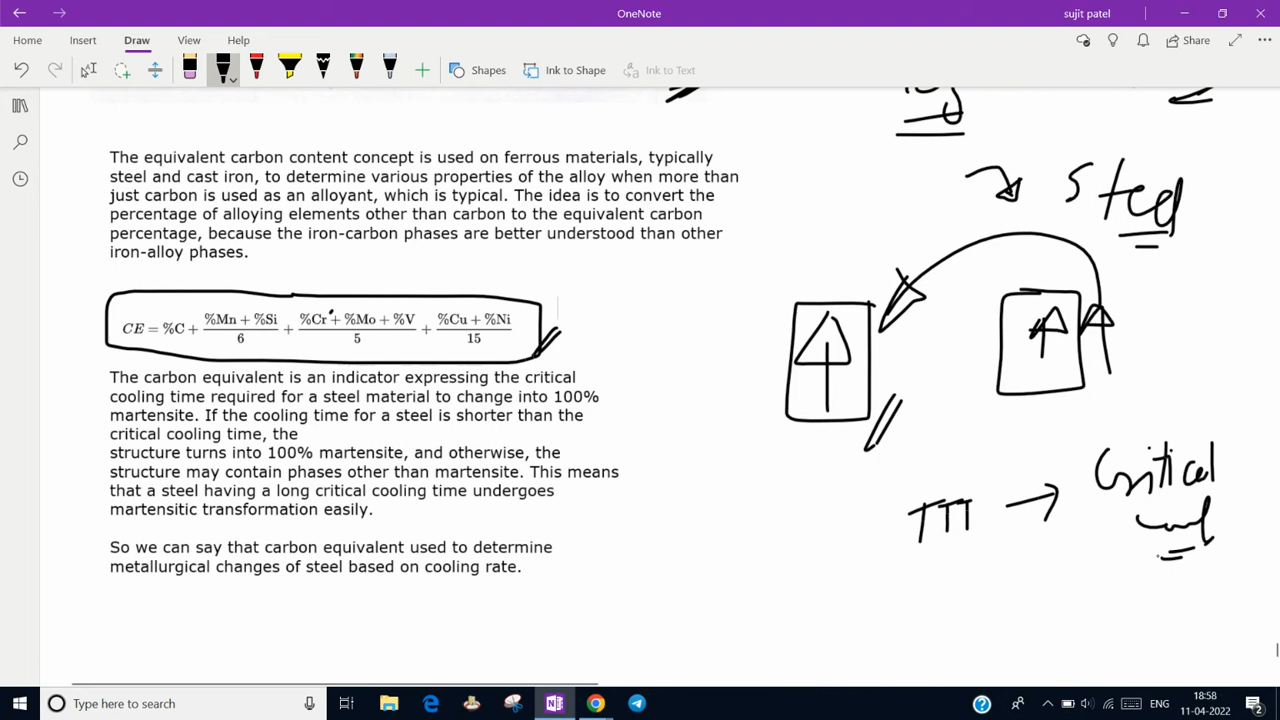 OneNote
sujit patel
Home Insert Draw View Help
Share
Shapes Ink to Shape Ink to Text
The equivalent carbon content concept is used on ferrous materials, typically
steel and cast iron, to determine various properties of the alloy when more than
just carbon is used as an alloyant, which is typical. The idea is to convert the
percentage of alloying elements other than carbon to the equivalent carbon
percentage, because the iron-carbon phases are better understood than other
iron-alloy phases.
Steel
CE = %C + (%Mn + %Si)/6 + (%Cr + %Mo + %V)/5 + (%Cu + %Ni)/15
The carbon equivalent is an indicator expressing the critical
cooling time required for a steel material to change into 100%
martensite. If the cooling time for a steel is shorter than the
critical cooling time, the
structure turns into 100% martensite, and otherwise, the
structure may contain phases other than martensite. This means
that a steel having a long critical cooling time undergoes
martensitic transformation easily.
TTT → Critical
So we can say that carbon equivalent used to determine
metallurgical changes of steel based on cooling rate.
Type here to search
ENG
18:58
11-04-2022
2